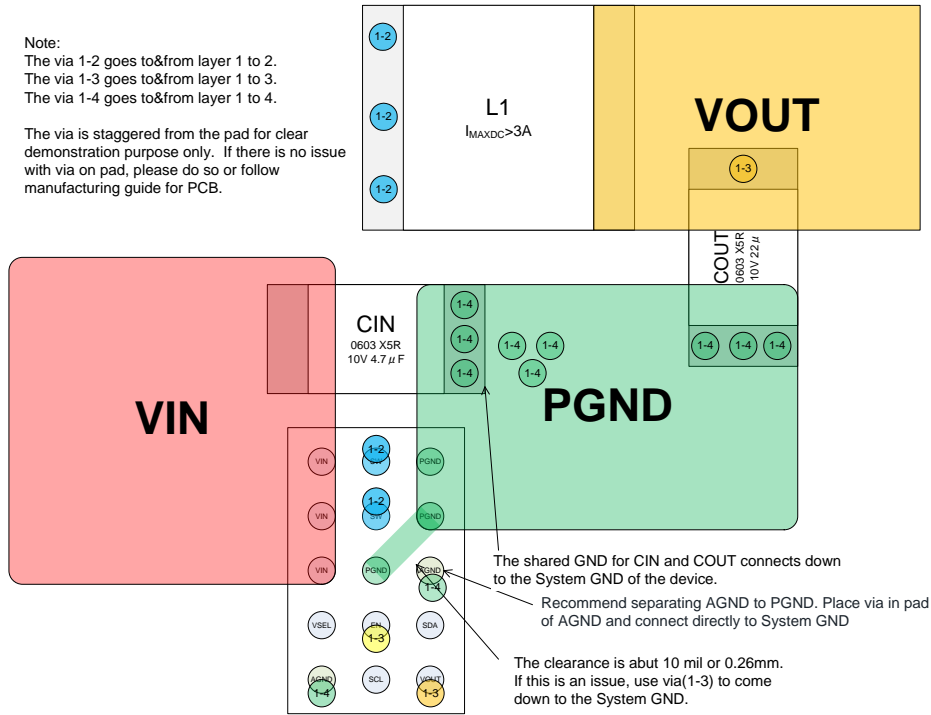 Note:
The via 1-2 goes to&from layer 1 to 2.
The via 1-3 goes to&from layer 1 to 3.
The via 1-4 goes to&from layer 1 to 4.
The via is staggered from the pad for clear
demonstration purpose only. If there is no issue
with via on pad, please do so or follow
manufacturing guide for PCB.
1-2
1-2
1-2
L1
IMAXDC>3A
VOUT
1-3
COUT
0603 X5R
10V 22μ
1-4
1-4
1-4
VIN
CIN
0603 X5R
10V 4.7μF
1-4
1-4
1-4
1-4
1-4
1-4
PGND
VIN
1-2
PGND
VIN
1-2
SW
PGND
VIN
PGND
AGND
1-4
VSEL
EN
1-3
SDA
AGND
1-4
SCL
VOUT
1-3
The shared GND for CIN and COUT connects down
to the System GND of the device.
Recommend separating AGND to PGND. Place via in pad
of AGND and connect directly to System GND
The clearance is abut 10 mil or 0.26mm.
If this is an issue, use via(1-3) to come
down to the System GND.